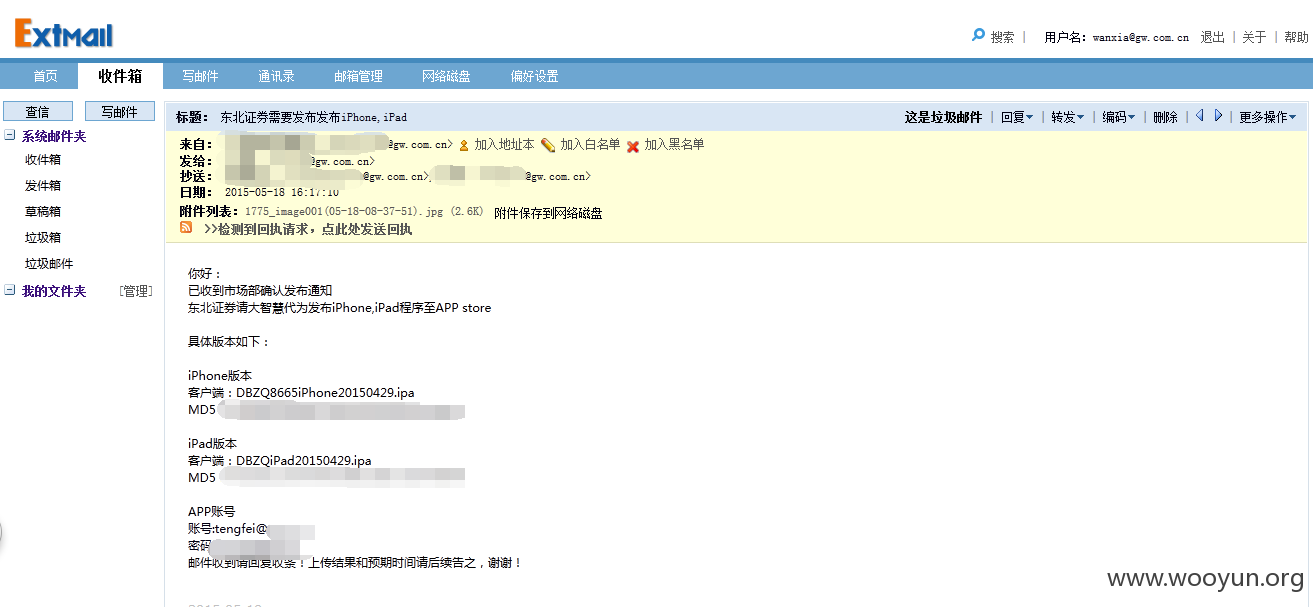 Extmail
搜索 | 用户名：wanxia@gw.com.cn 退出 | 关于 | 帮助
首页 收件箱 写邮件 通讯录 邮箱管理 网络磁盘 偏好设置
查信 写邮件
系统邮件夹
收件箱
发件箱
草稿箱
垃圾箱
垃圾邮件
我的文件夹 [管理]
标题： 东北证券需要发布发布iPhone,iPad 这是垃圾邮件 | 回复 | 转发 | 编码 | 删除 | 更多操作
来自： @gw.com.cn> 加入地址本 加入白名单 加入黑名单
发给： @gw.com.cn>
抄送： @gw.com.cn>, @gw.com.cn>
日期： 2015-05-18 16:17:10
附件列表：1775_image001(05-18-08-37-51).jpg (2.6K) 附件保存到网络磁盘
>>检测到回执请求，点此处发送回执
你好：
已收到市场部确认发布通知
东北证券请大智慧代为发布iPhone,iPad程序至APP store
具体版本如下：
iPhone版本
客户端：DBZQ8665iPhone20150429.ipa
MD5
iPad版本
客户端：DBZQiPad20150429.ipa
MD5
APP账号
账号:tengfei@
密码
邮件收到请回复收条！上传结果和预期时间请后续告之，谢谢！
www.wooyun.org